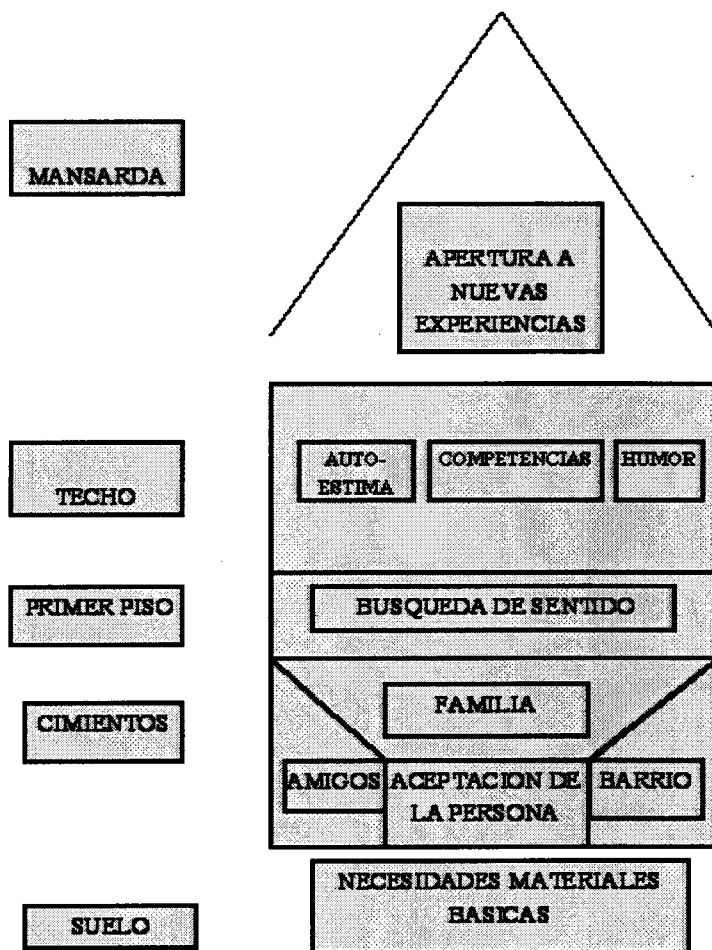 MANSARDA
APERTURA A
NUEVAS
EXPERIENCIAS
TECHO
AUTO-
ESTIMA
COMPETENCIAS
HUMOR
PRIMER PISO
BUSQUEDA DE SENTIDO
CIMIENTOS
FAMILIA
AMIGOS
ACEPTACION DE
LA PERSONA
BARRIO
SUELO
NECESIDADES MATERIALES
BASICAS